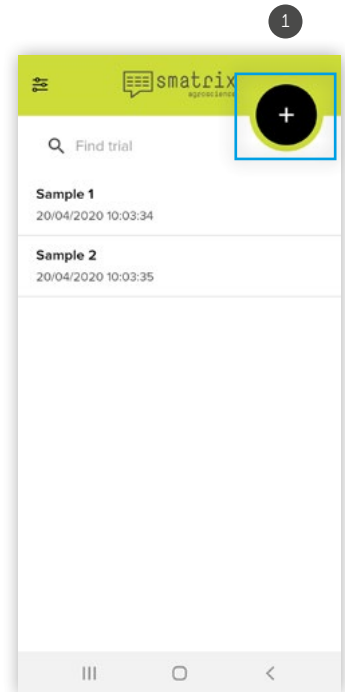 1
smatrix
agroscience
+
Find trial
Sample 1
20/04/2020 10:03:34
Sample 2
20/04/2020 10:03:35